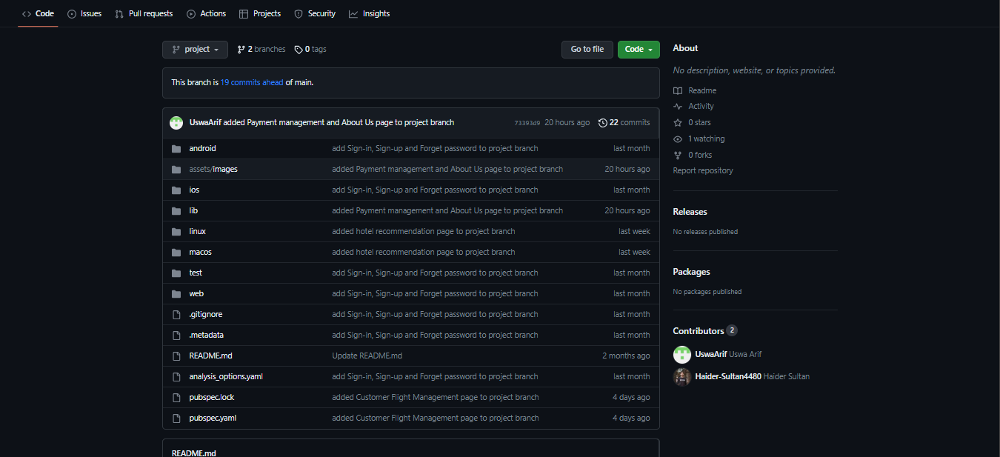 Code Issues Pull requests Actions Projects Security Insights
project 2 branches 0 tags Go to file Code
This branch is 19 commits ahead of main.
UswaArif added Payment management and About Us page to project branch 73393d9 20 hours ago 22 commits
android add Sign-in, Sign-up and Forget password to project branch last month
assets/images added Payment management and About Us page to project branch 20 hours ago
ios add Sign-in, Sign-up and Forget password to project branch last month
lib added Payment management and About Us page to project branch 20 hours ago
linux added hotel recommendation page to project branch last week
macos added hotel recommendation page to project branch last week
test add Sign-in, Sign-up and Forget password to project branch last month
web add Sign-in, Sign-up and Forget password to project branch last month
.gitignore add Sign-in, Sign-up and Forget password to project branch last month
.metadata add Sign-in, Sign-up and Forget password to project branch last month
README.md Update README.md 2 months ago
analysis_options.yaml add Sign-in, Sign-up and Forget password to project branch last month
pubspec.lock added Customer Flight Management page to project branch 4 days ago
pubspec.yaml added Customer Flight Management page to project branch 4 days ago
README.md
About
No description, website, or topics provided.
Readme
Activity
0 stars
1 watching
0 forks
Report repository
Releases
No releases published
Packages
No packages published
Contributors 2
UswaArif Uswa Arif
Haider-Sultan4480 Haider Sultan